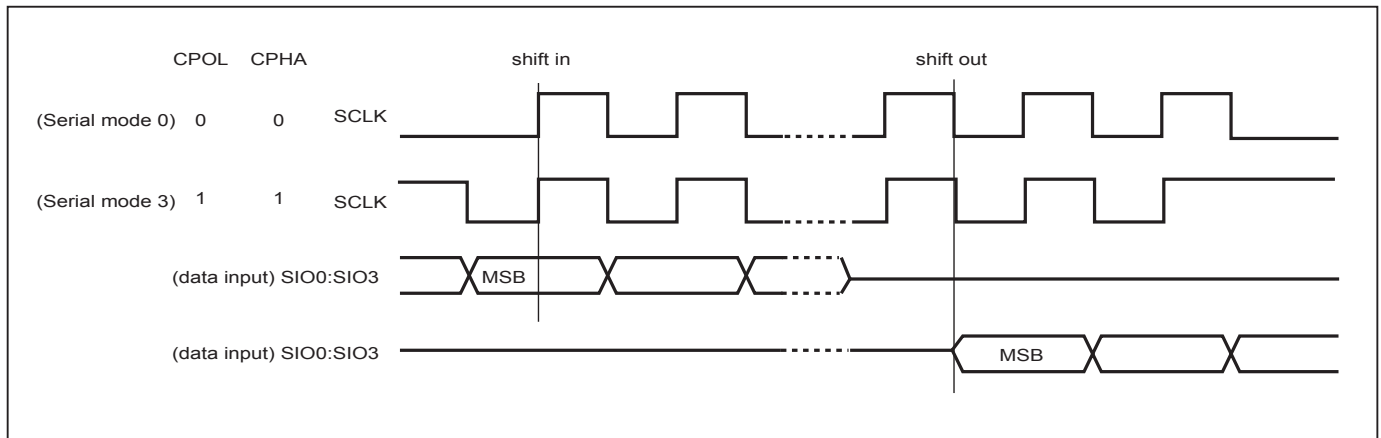 CPOL CPHA shift in shift out
(Serial mode 0) 0 0 SCLK
(Serial mode 3) 1 1 SCLK
(data input) SIO0:SIO3 MSB
(data input) SIO0:SIO3 MSB